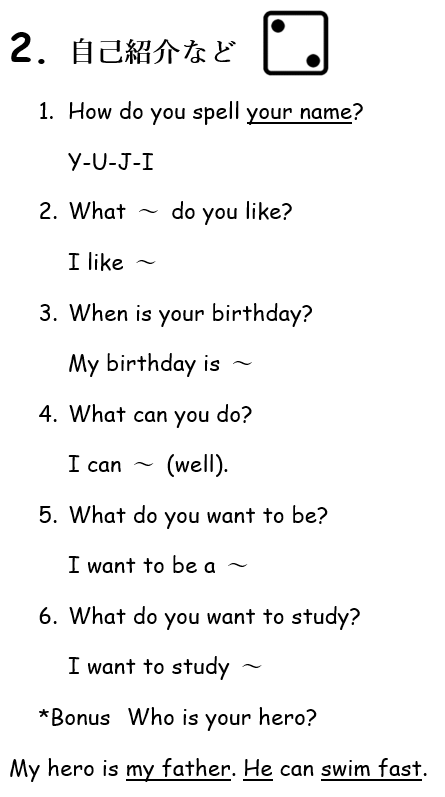 2. 自己紹介など
1. How do you spell your name?
Y-U-J-I
2. What ～ do you like?
I like ～
3. When is your birthday?
My birthday is ～
4. What can you do?
I can ～ (well).
5. What do you want to be?
I want to be a ～
6. What do you want to study?
I want to study ～
*Bonus Who is your hero?
My hero is my father. He can swim fast.